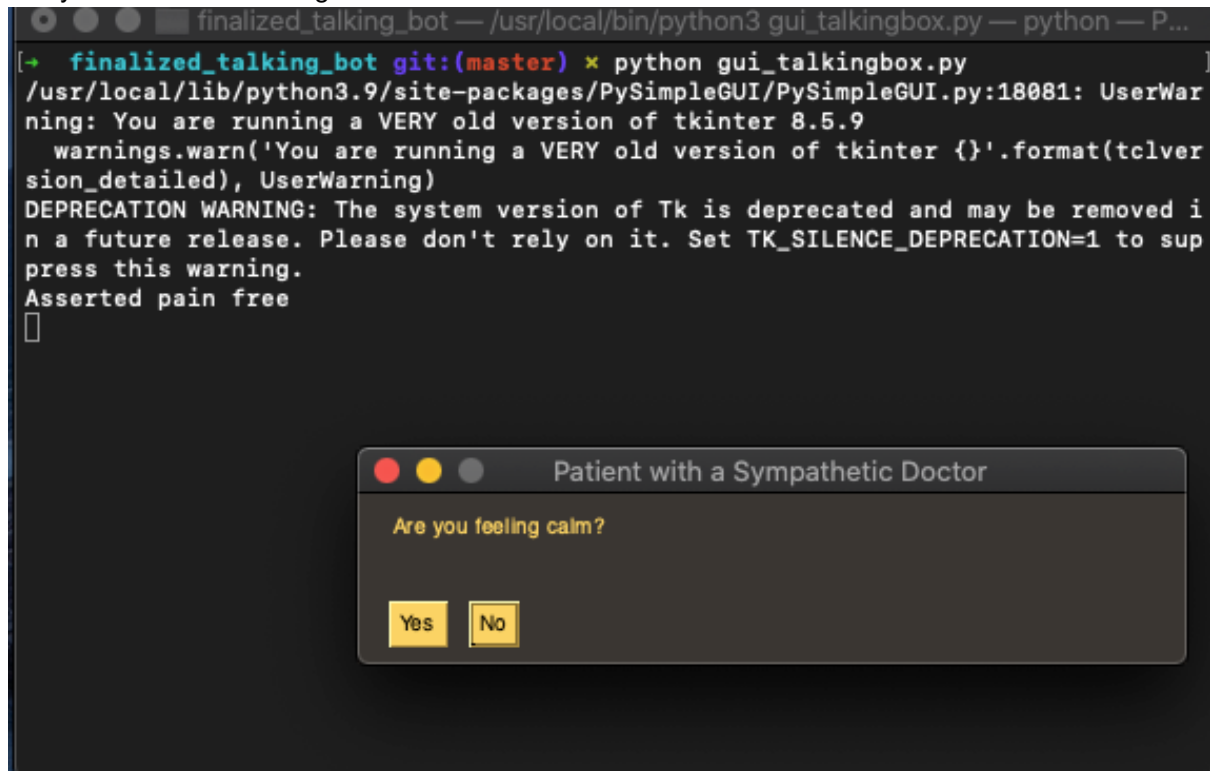 finalized_talking_bot — /usr/local/bin/python3 gui_talkingbox.py — python — P...
[→ finalized_talking_bot git:(master) × python gui_talkingbox.py ]
/usr/local/lib/python3.9/site-packages/PySimpleGUI/PySimpleGUI.py:18081: UserWar
ning: You are running a VERY old version of tkinter 8.5.9
warnings.warn('You are running a VERY old version of tkinter {}'.format(tclver
sion_detailed), UserWarning)
DEPRECATION WARNING: The system version of Tk is deprecated and may be removed i
n a future release. Please don't rely on it. Set TK_SILENCE_DEPRECATION=1 to sup
press this warning.
Asserted pain free
Patient with a Sympathetic Doctor
Are you feeling calm?
Yes No